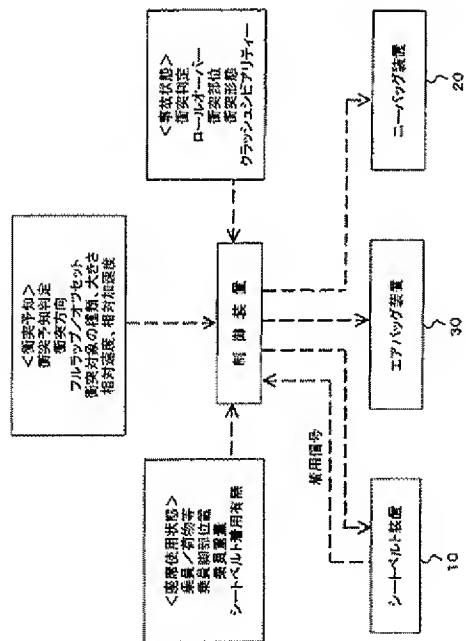 <衝突予知>
衝突予知判定
衝突方向
フルラップ/オフセット
衝突対象の種類、大きさ
相対速度、相対加速度
<座席使用状態>
乗員/荷物等
乗員脚部位置
乗員重量
シートベルト着用有無
制御装置
<事故状態>
衝突判定
ロールオーバー
衝突部位
衝突形態
クラッシュシビアリティー
着用信号
シートベルト装置
10
エアバッグ装置
30
ニーバッグ装置
20